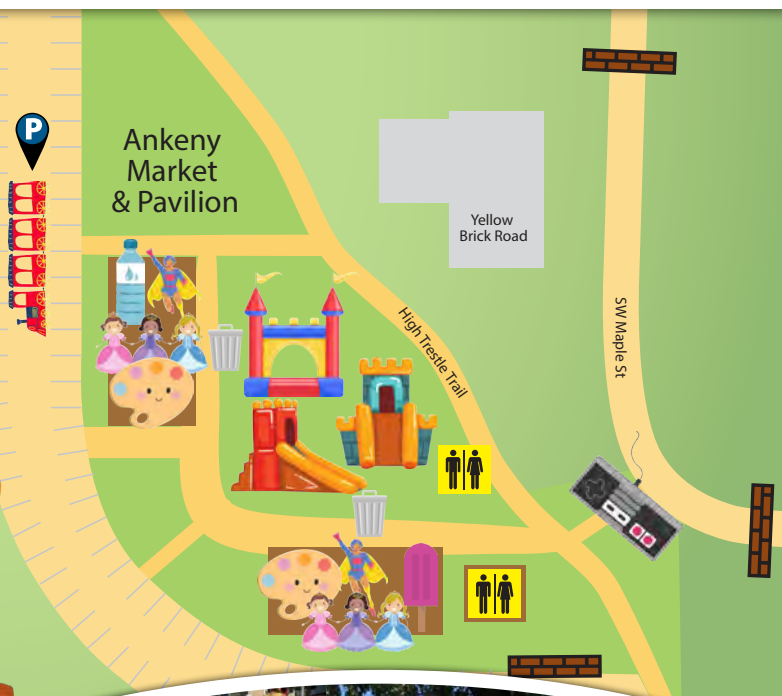 P
Ankeny
Market
& Pavilion
Yellow
Brick Road
High Trestle Trail
SW Maple St